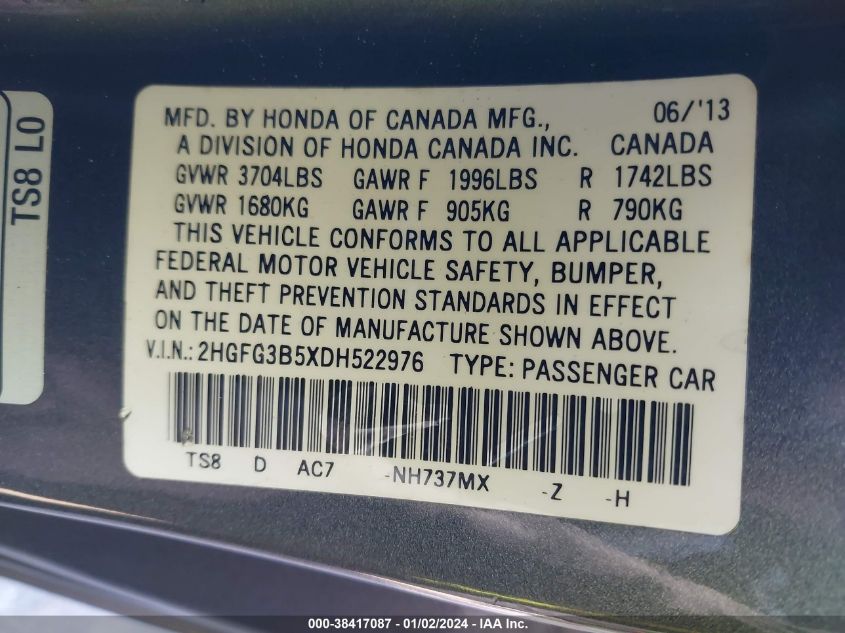 TS8 LO
MFD. BY HONDA OF CANADA MFG., 06/'13
A DIVISION OF HONDA CANADA INC. CANADA
GVWR 3704LBS GAWR F 1996LBS R 1742LBS
GVWR 1680KG GAWR F 905KG R 790KG
THIS VEHICLE CONFORMS TO ALL APPLICABLE
FEDERAL MOTOR VEHICLE SAFETY, BUMPER,
AND THEFT PREVENTION STANDARDS IN EFFECT
ON THE DATE OF MANUFACTURE SHOWN ABOVE.
V.I.N.: 2HGFG3B5XDH522976 TYPE: PASSENGER CAR
TS8 D AC7 -NH737MX -Z -H
000-38417087 - 01/02/2024 - IAA Inc.